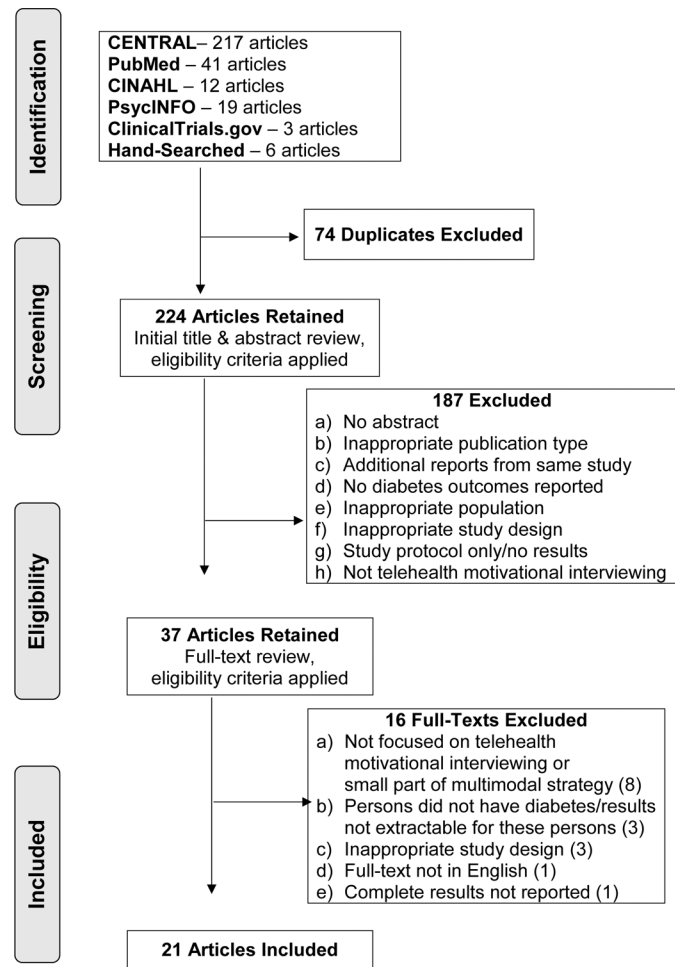 Identification
CENTRAL– 217 articles
PubMed – 41 articles
CINAHL – 12 articles
PsycINFO – 19 articles
ClinicalTrials.gov – 3 articles
Hand-Searched – 6 articles
74 Duplicates Excluded
Screening
224 Articles Retained
Initial title & abstract review,
eligibility criteria applied
187 Excluded
a) No abstract
b) Inappropriate publication type
c) Additional reports from same study
d) No diabetes outcomes reported
e) Inappropriate population
f) Inappropriate study design
g) Study protocol only/no results
h) Not telehealth motivational interviewing
Eligibility
37 Articles Retained
Full-text review,
eligibility criteria applied
16 Full-Texts Excluded
a) Not focused on telehealth
motivational interviewing or
small part of multimodal strategy (8)
b) Persons did not have diabetes/results
not extractable for these persons (3)
c) Inappropriate study design (3)
d) Full-text not in English (1)
e) Complete results not reported (1)
Included
21 Articles Included